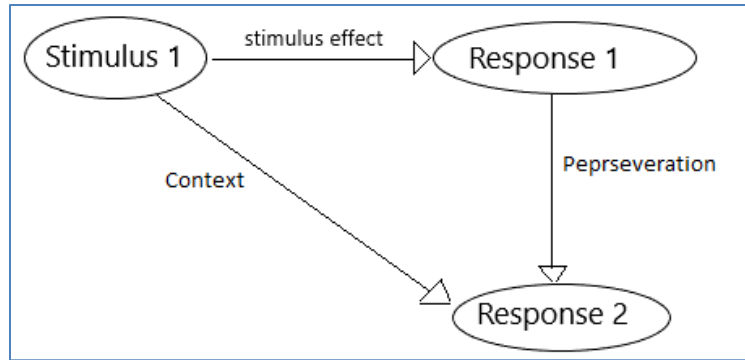 Stimulus 1
stimulus effect
Response 1
Context
Peprseveration
Response 2